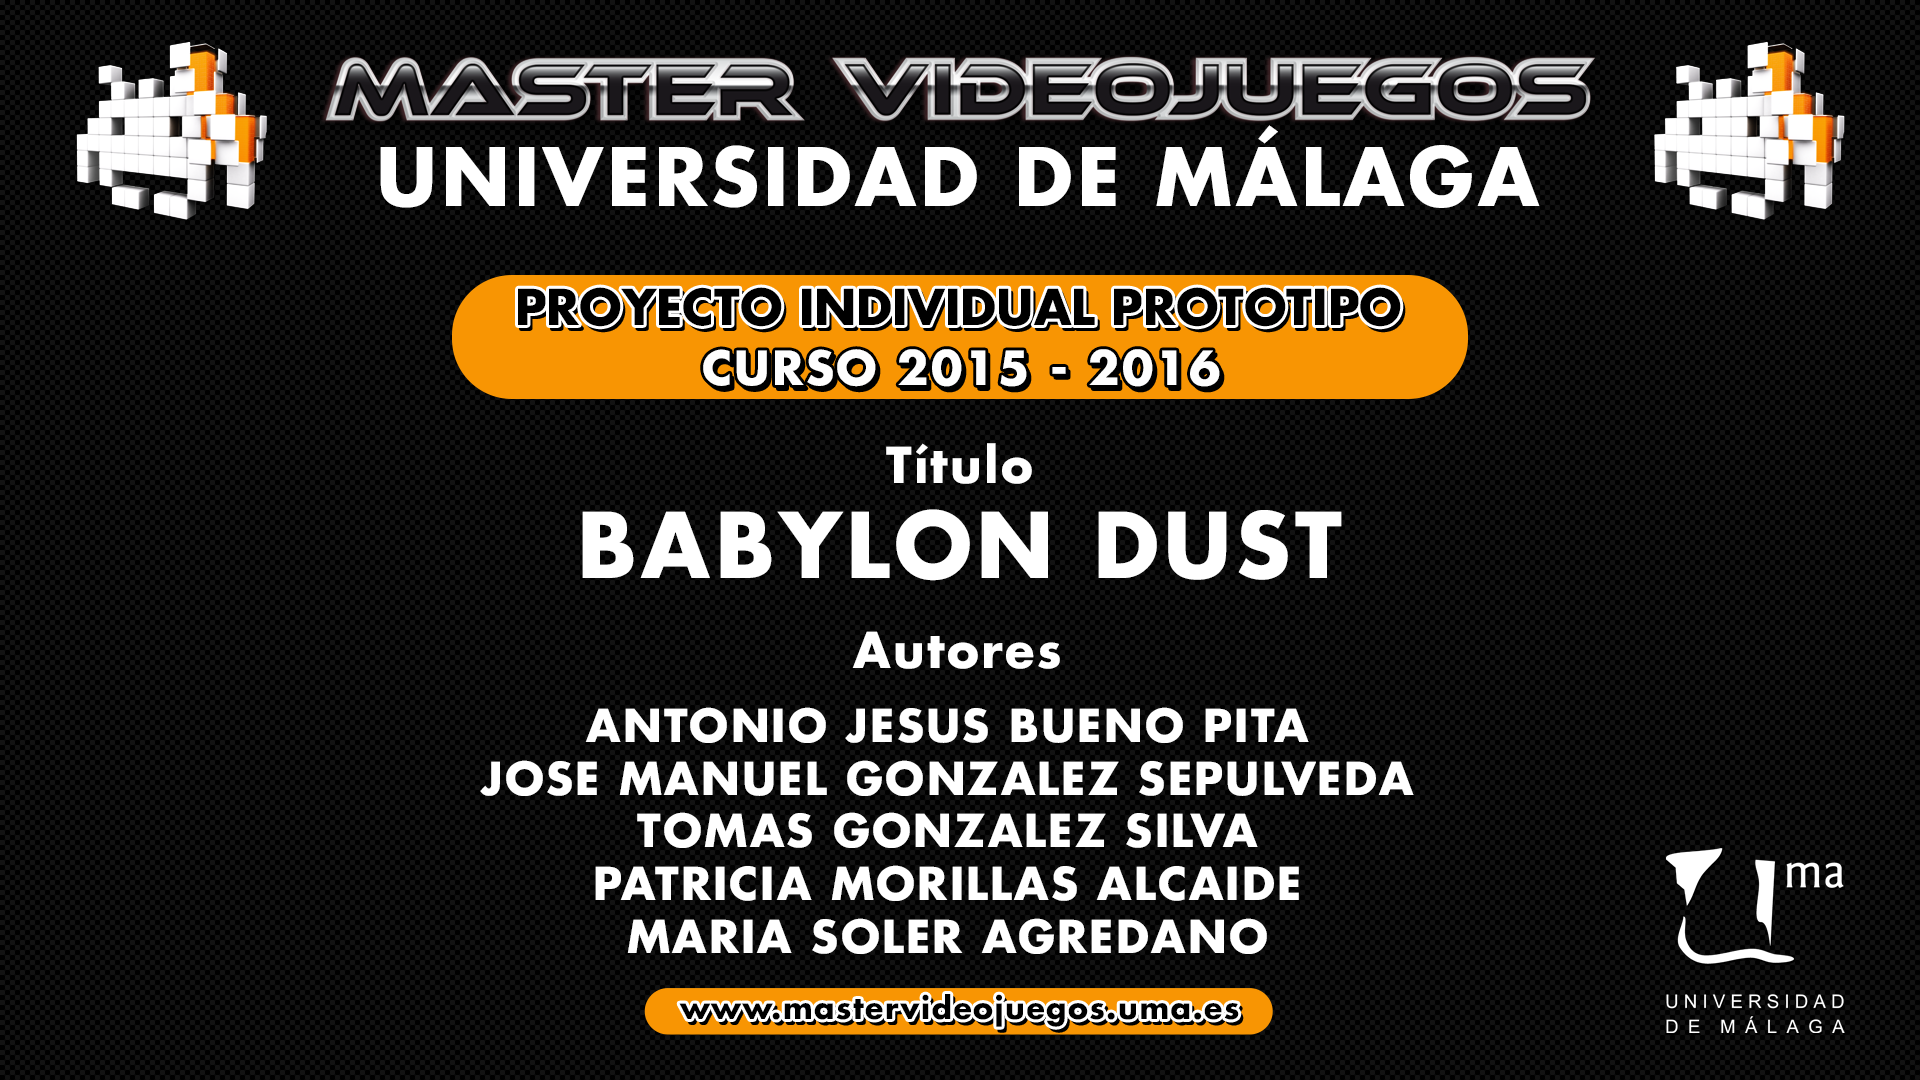 MASTER VIDEOJUEGOS
UNIVERSIDAD DE MÁLAGA
PROYECTO INDIVIDUAL PROTOTIPO
CURSO 2015 - 2016
Título
BABYLON DUST
Autores
ANTONIO JESUS BUENO PITA
JOSE MANUEL GONZALEZ SEPULVEDA
TOMAS GONZALEZ SILVA
PATRICIA MORILLAS ALCAIDE
MARIA SOLER AGREDANO
www.mastervideojuegos.uma.es
uma
UNIVERSIDAD
DE MÁLAGA